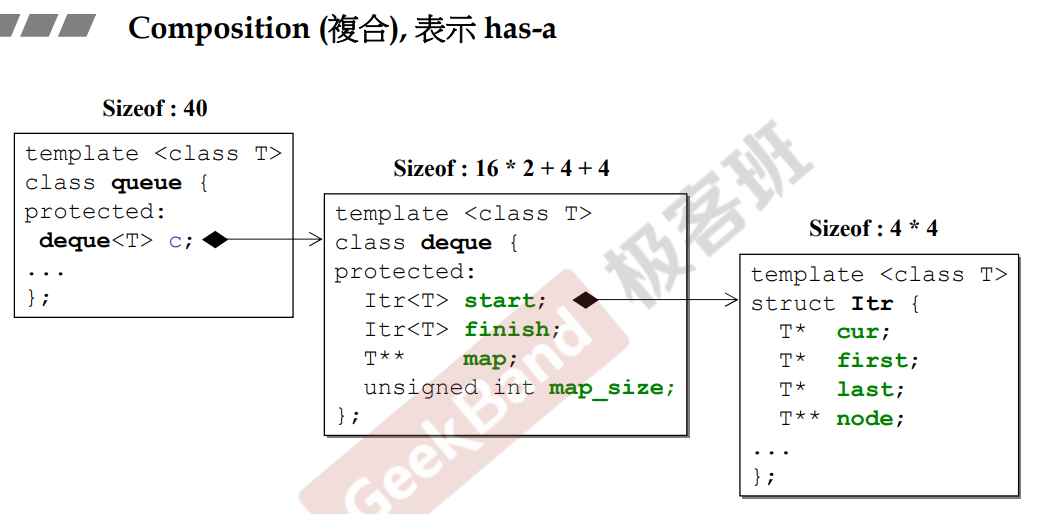 Composition (複合), 表示 has-a
Sizeof : 40
template <class T>
class queue {
protected:
deque<T> c;
...
};
Sizeof : 16 * 2 + 4 + 4
template <class T>
class deque {
protected:
Itr<T> start;
Itr<T> finish;
T** map;
unsigned int map_size;
};
Sizeof : 4 * 4
template <class T>
struct Itr {
T* cur;
T* first;
T* last;
T** node;
...
};
GeekBand 极客班